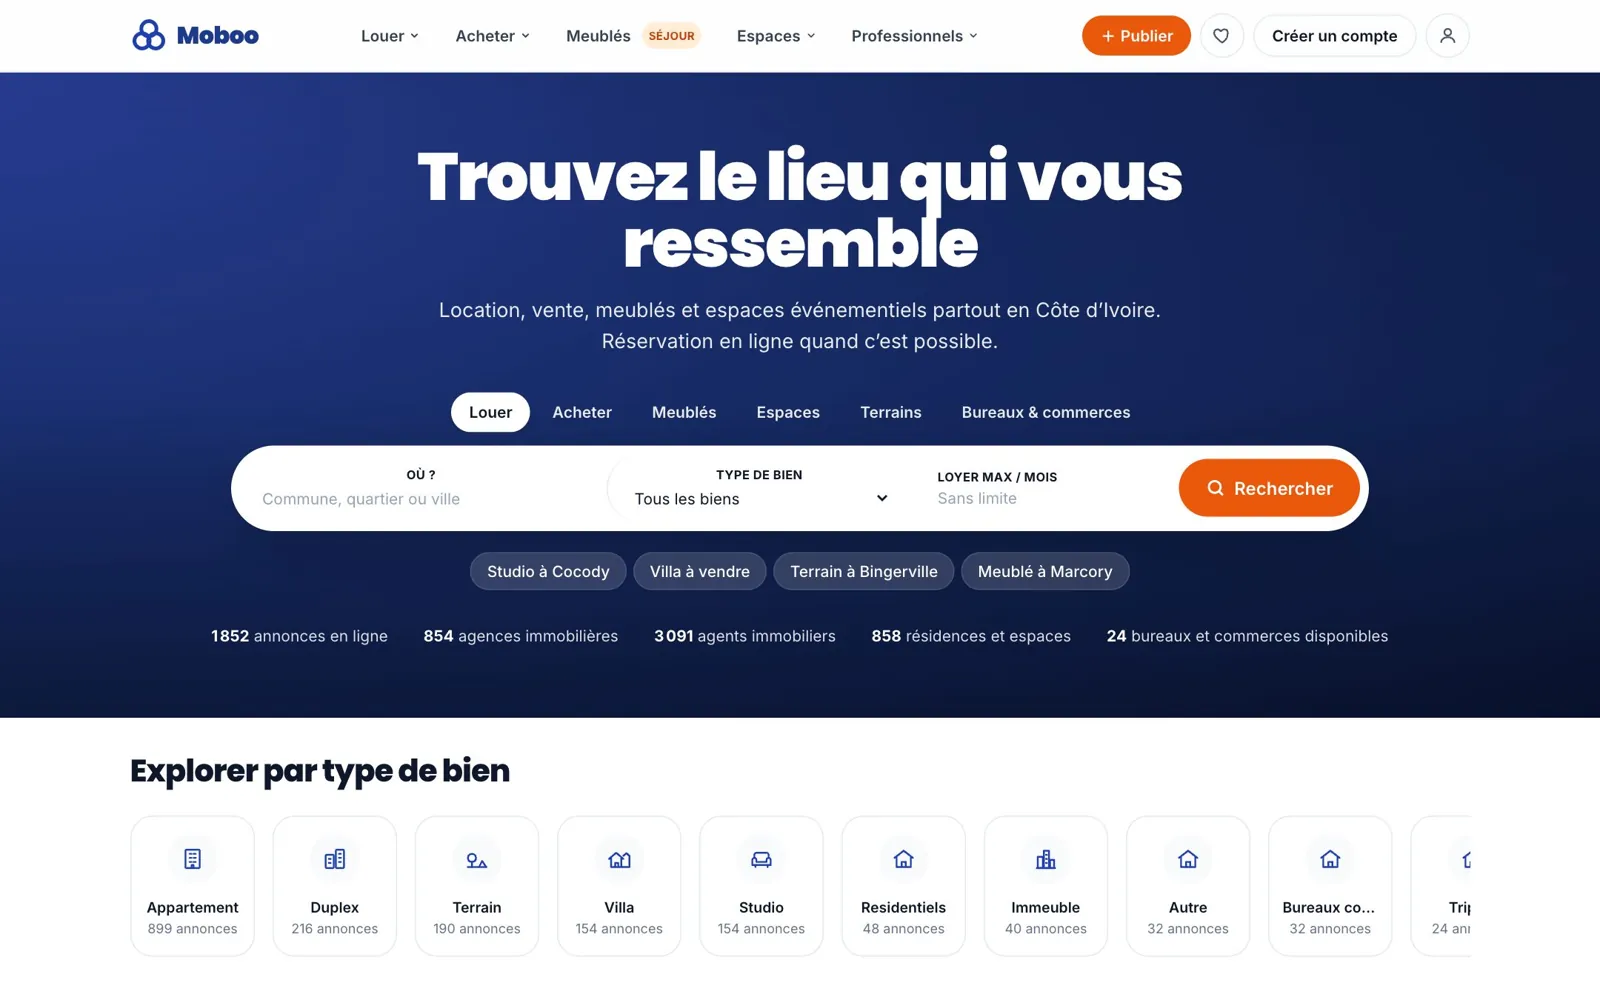 Moboo
Louer
Acheter
Meublés SÉJOUR
Espaces
Professionnels
+ Publier
Créer un compte
Trouvez le lieu qui vous
ressemble
Location, vente, meublés et espaces événementiels partout en Côte d’Ivoire.
Réservation en ligne quand c’est possible.
Louer
Acheter
Meublés
Espaces
Terrains
Bureaux & commerces
OÙ ?
Commune, quartier ou ville
TYPE DE BIEN
Tous les biens
LOYER MAX / MOIS
Sans limite
Rechercher
Studio à Cocody
Villa à vendre
Terrain à Bingerville
Meublé à Marcory
1 852 annonces en ligne
854 agences immobilières
3 091 agents immobiliers
858 résidences et espaces
24 bureaux et commerces disponibles
Explorer par type de bien
Appartement
899 annonces
Duplex
216 annonces
Terrain
190 annonces
Villa
154 annonces
Studio
154 annonces
Residentiels
48 annonces
Immeuble
40 annonces
Autre
32 annonces
Bureaux co...
32 annonces
24